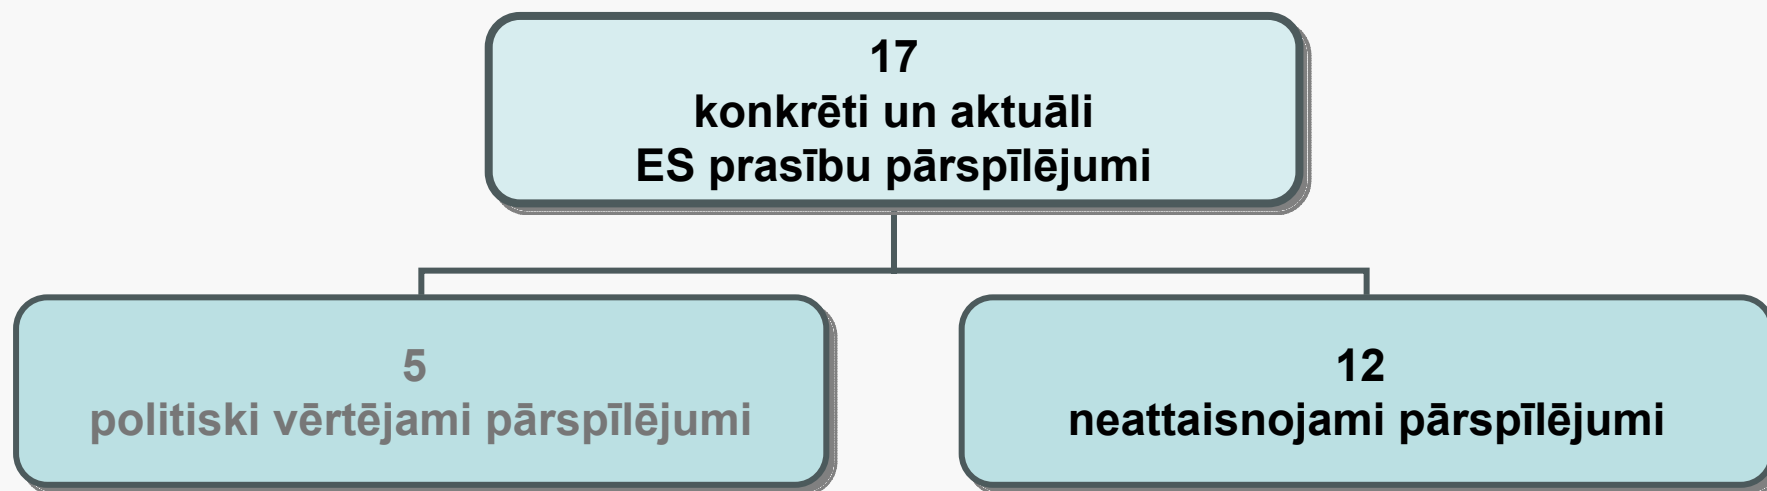 17
konkrēti un aktuāli
ES prasību pārspīlējumi
5
politiski vērtējami pārspīlējumi
12
neattaisnojami pārspīlējumi